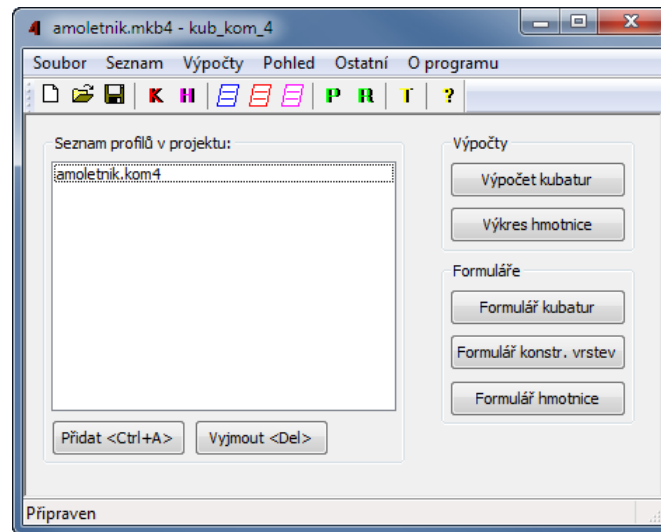 amoletnik.mkb4 - kub_kom_4
Soubor Seznam Výpočty Pohled Ostatní O programu
K H P R T ?
Seznam profilů v projektu:
amoletnik.kom4
Přidat <Ctrl+A> Vyjmout <Del>
Výpočty
Výpočet kubatur
Výkres hmotnice
Formuláře
Formulář kubatur
Formulář konstr. vrstev
Formulář hmotnice
Připraven